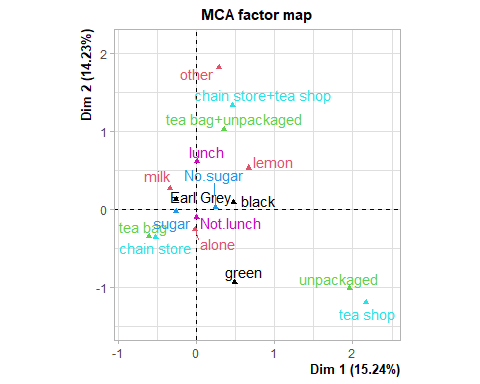 MCA factor map
Dim 2 (14.23%)
2
1
0
-1
other
chain store+tea shop
tea bag+unpackaged
lunch
lemon
milk
No.sugar
Earl Grey
black
sugar
Not.lunch
tea bag
alone
chain store
green
unpackaged
tea shop
-1
0
1
2
Dim 1 (15.24%)